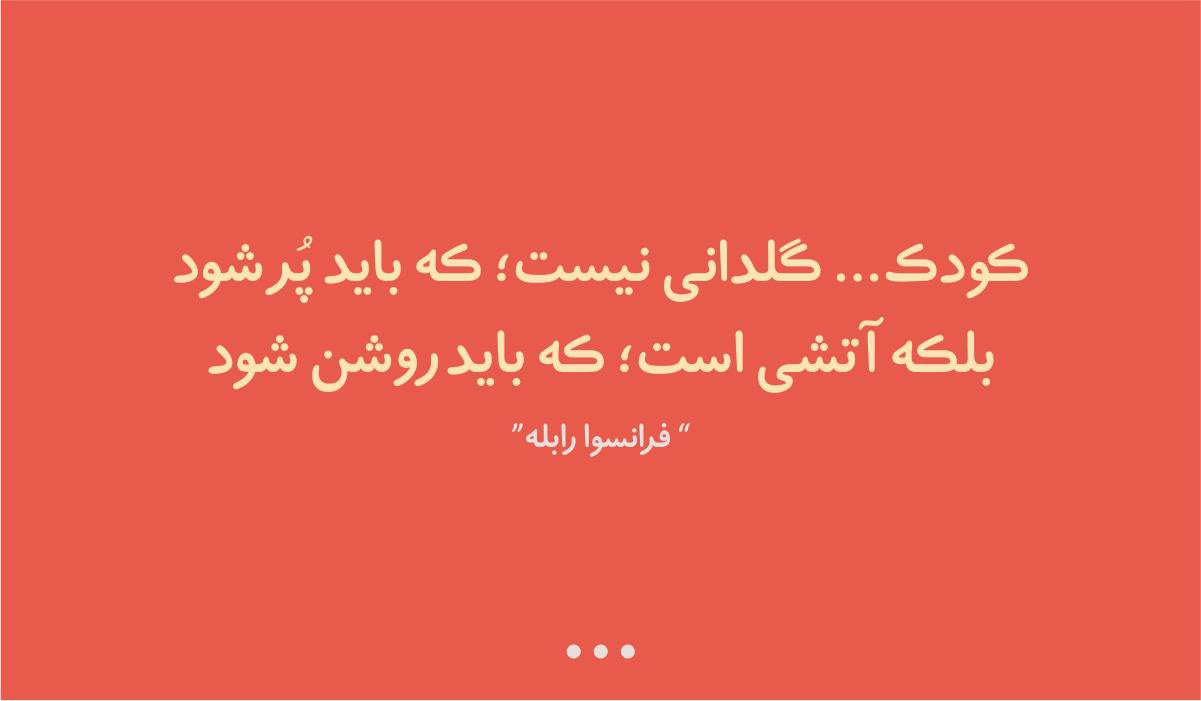 کودک... گلدانی نیست؛ که باید پُر شود
بلکه آتشی است؛ که باید روشن شود
“ فرانسوا رابله”